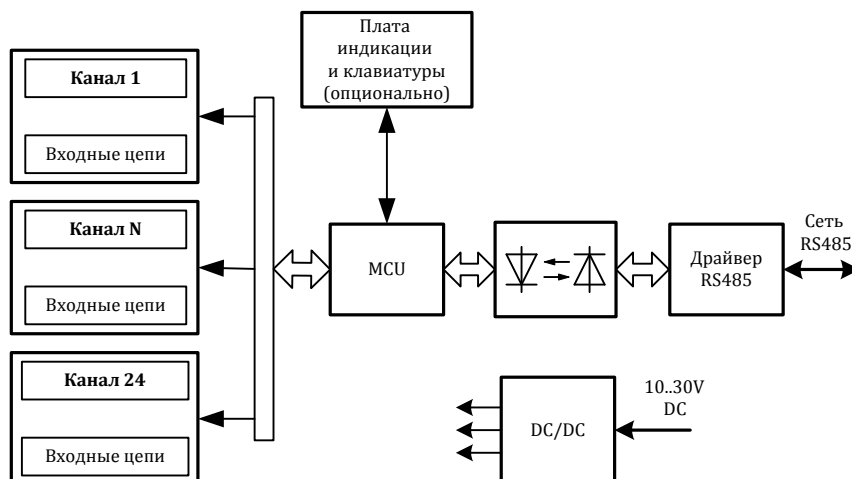 Плата
индикации
и клавиатуры
(опционально)
Канал 1
Входные цепи
Канал N
Входные цепи
Канал 24
Входные цепи
MCU
Драйвер
RS485
Сеть
RS485
DC/DC
10..30V
DC